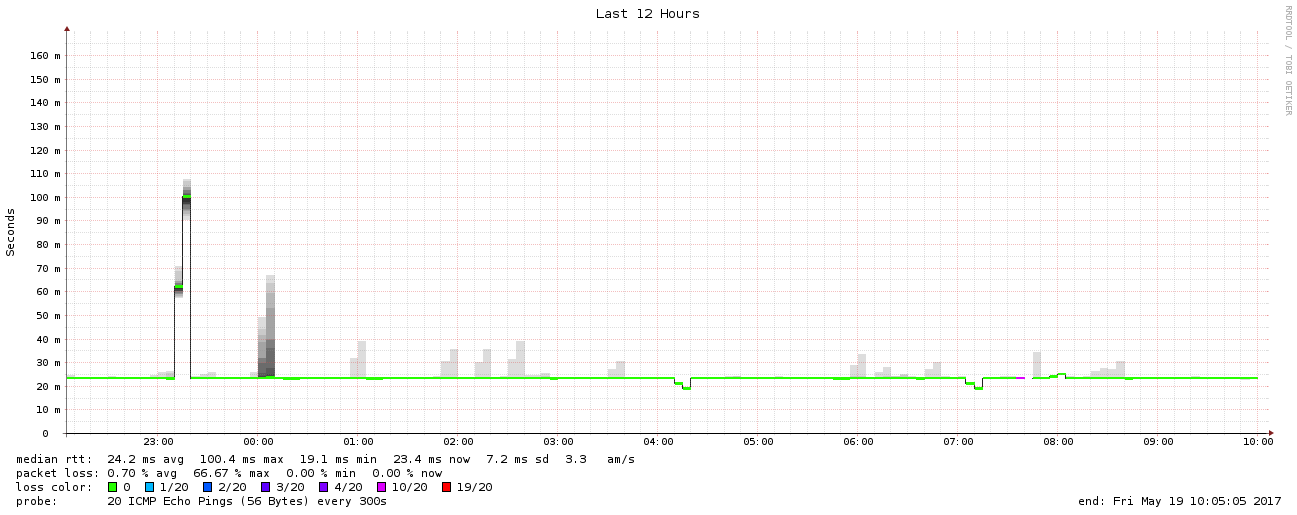 Last 12 Hours
RRDTOOL / TOBI OETIKER
Seconds
160 m
150 m
140 m
130 m
120 m
110 m
100 m
90 m
80 m
70 m
60 m
50 m
40 m
30 m
20 m
10 m
0
23:00 00:00 01:00 02:00 03:00 04:00 05:00 06:00 07:00 08:00 09:00 10:00
median rtt: 24.2 ms avg 100.4 ms max 19.1 ms min 23.4 ms now 7.2 ms sd 3.3 am/s
packet loss: 0.70 % avg 66.67 % max 0.00 % min 0.00 % now
loss color: 0 1/20 2/20 3/20 4/20 10/20 19/20
probe: 20 ICMP Echo Pings (56 Bytes) every 300s end: Fri May 19 10:05:05 2017